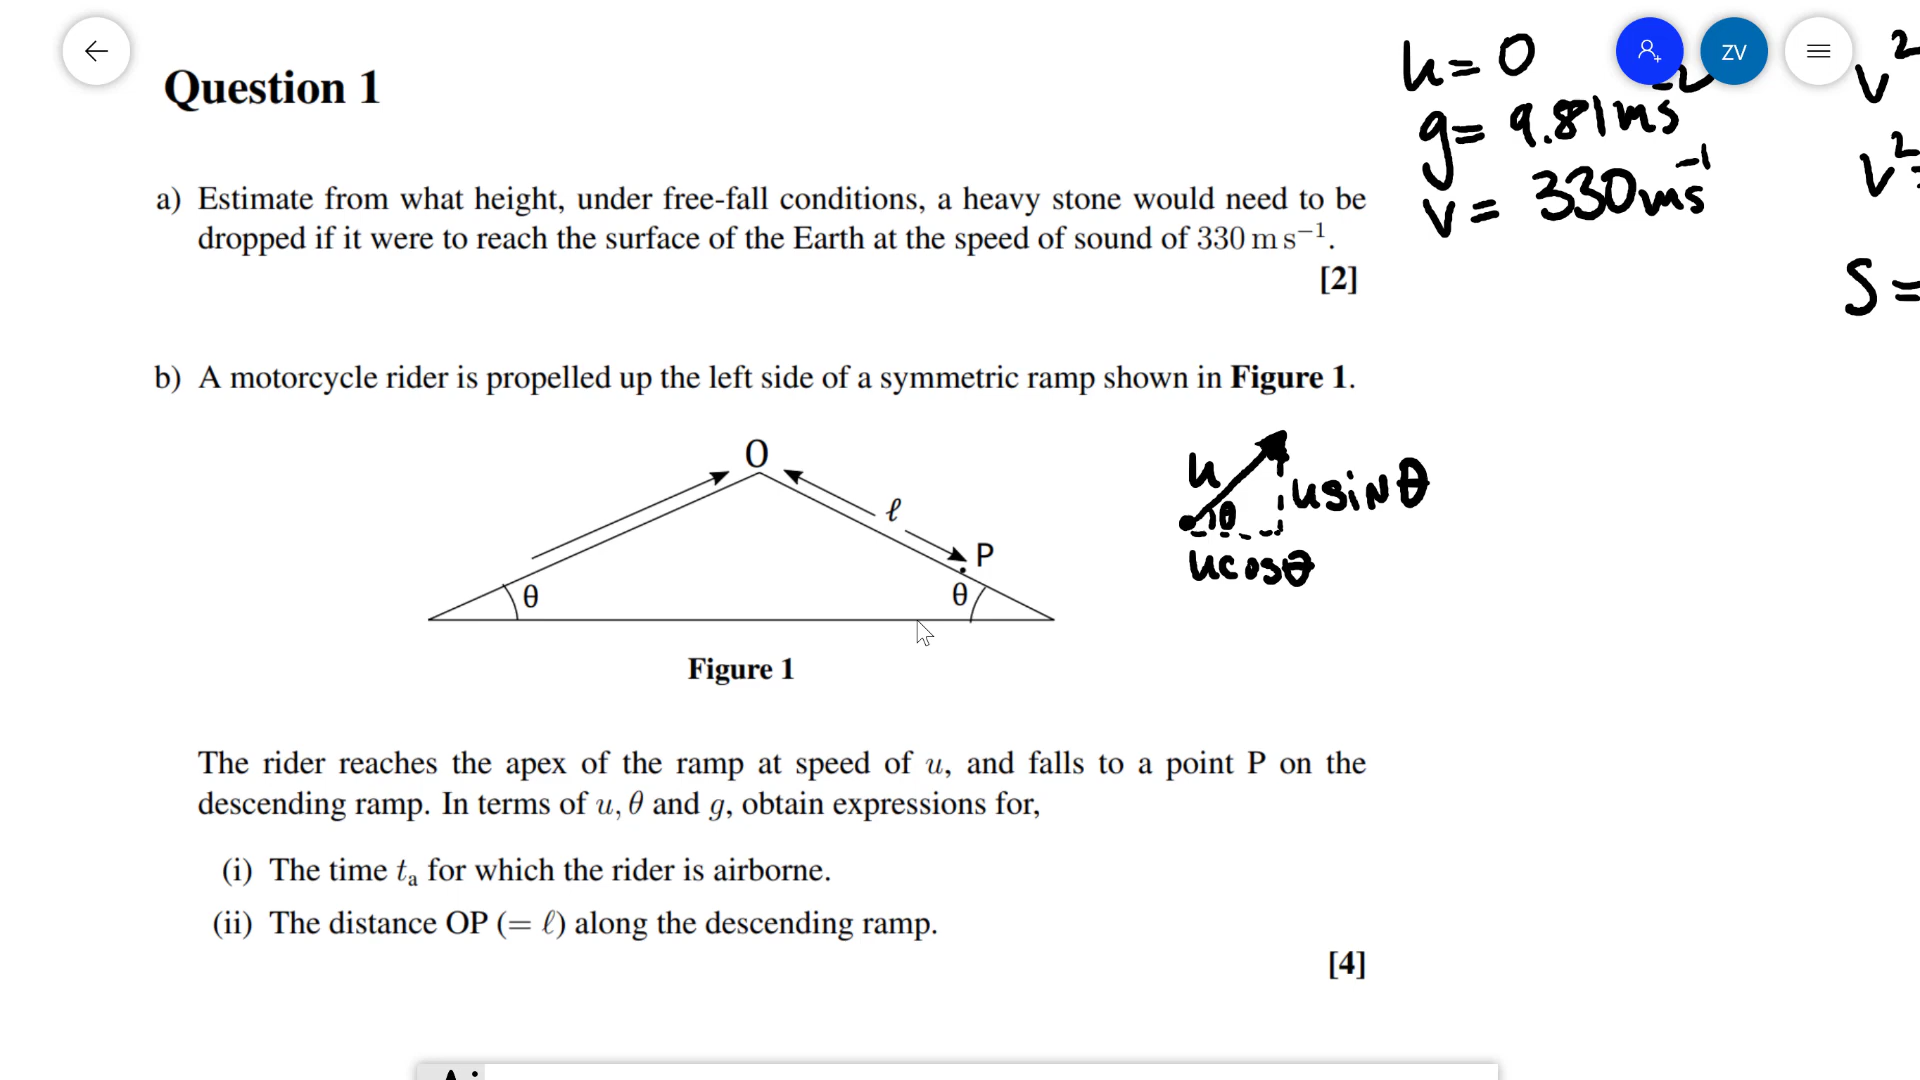 Question 1
a) Estimate from what height, under free-fall conditions, a heavy stone would need to be
dropped if it were to reach the surface of the Earth at the speed of sound of 330 m s⁻¹.
[2]
u = 0
g = 9.81ms⁻²
v = 330ms⁻¹
ZV
v²
v² =
S =
b) A motorcycle rider is propelled up the left side of a symmetric ramp shown in Figure 1.
O
ℓ
P
θ
θ
u
θ
usinθ
ucosθ
Figure 1
The rider reaches the apex of the ramp at speed of u, and falls to a point P on the
descending ramp. In terms of u, θ and g, obtain expressions for,
(i) The time tₐ for which the rider is airborne.
(ii) The distance OP (= ℓ) along the descending ramp.
[4]